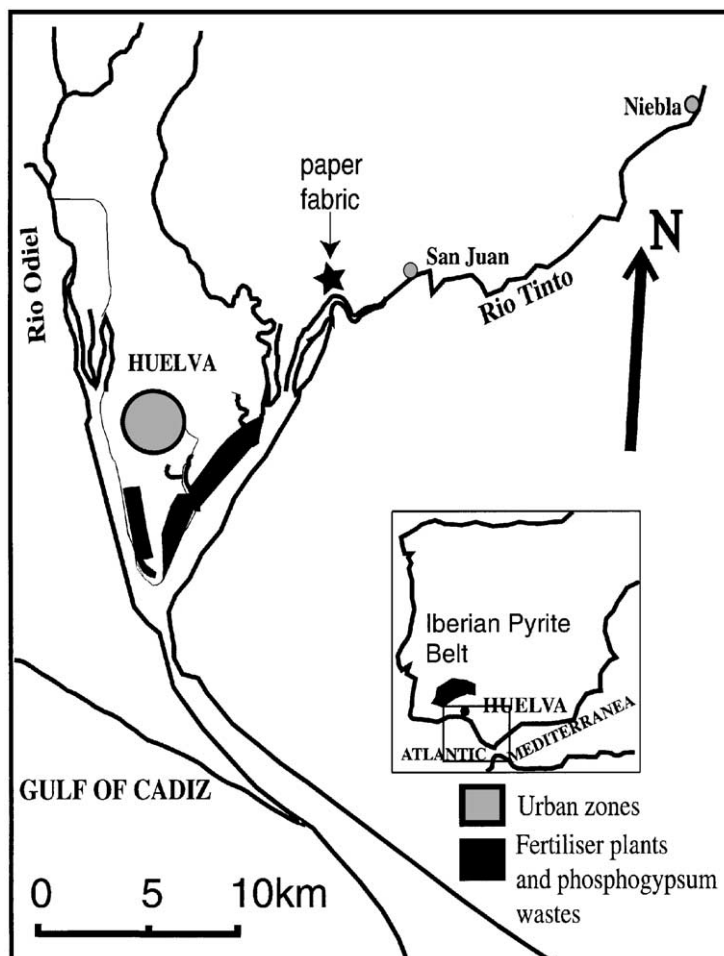 Niebla
paper
fabric
San Juan
N
Rio Tinto
Rio Odiel
HUELVA
Iberian Pyrite
Belt
HUELVA
MEDITERRANEA
ATLANTIC
GULF OF CADIZ
Urban zones
Fertiliser plants
and phosphogypsum
wastes
0 5 10km